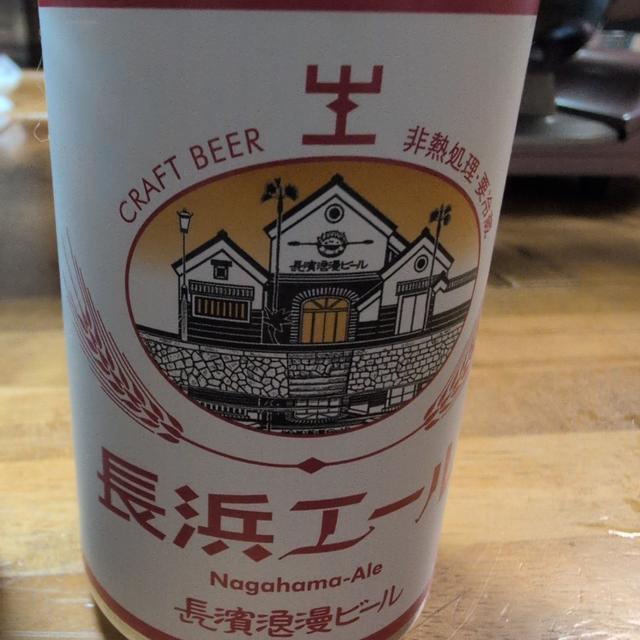 生
CRAFT BEER
非熱処理・要冷蔵
長濱浪漫ビール
長浜エール
Nagahama-Ale
長濱浪漫ビール